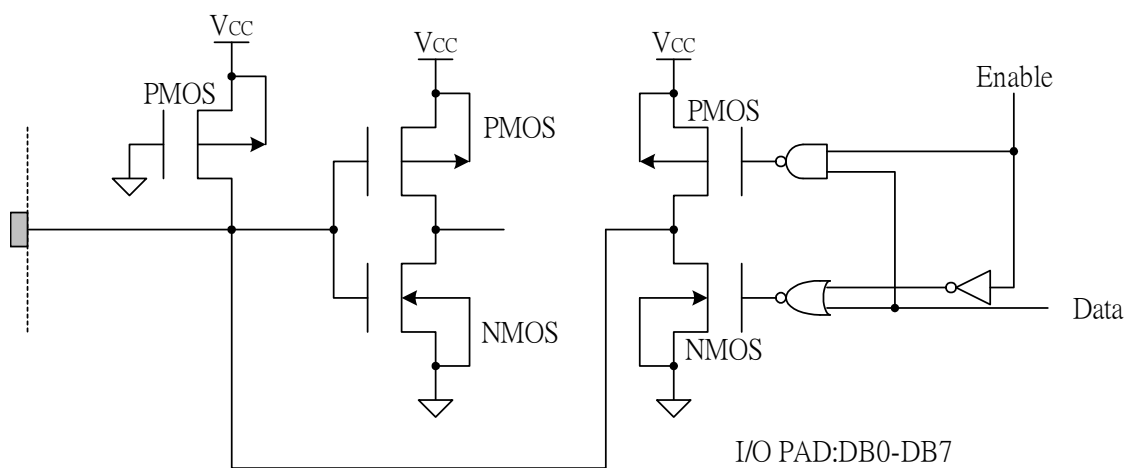 VCC
VCC
VCC
Enable
PMOS
PMOS
PMOS
NMOS
NMOS
Data
I/O PAD:DB0-DB7